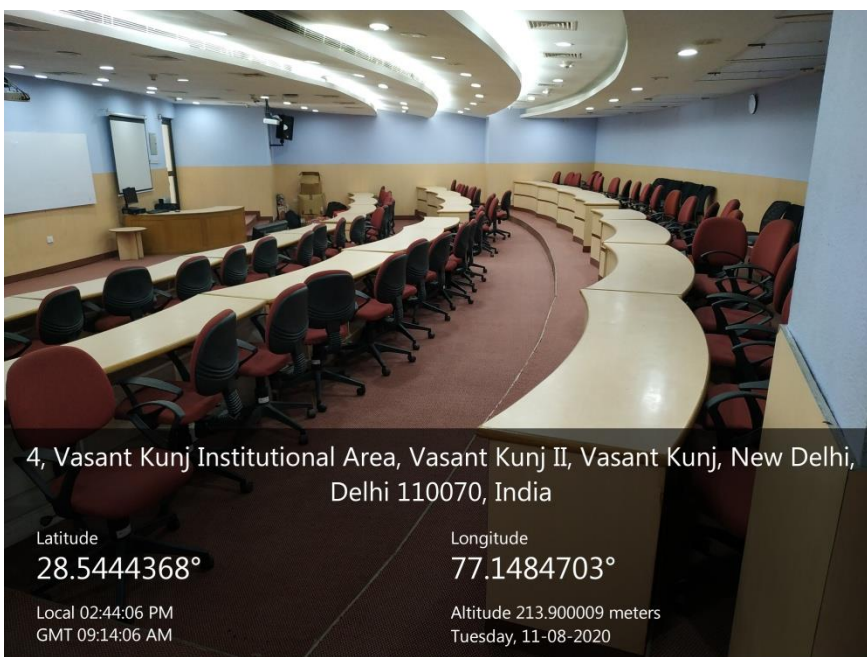 4, Vasant Kunj Institutional Area, Vasant Kunj II, Vasant Kunj, New Delhi,
Delhi 110070, India
Latitude
28.5444368°
Longitude
77.1484703°
Local 02:44:06 PM
GMT 09:14:06 AM
Altitude 213.900009 meters
Tuesday, 11-08-2020